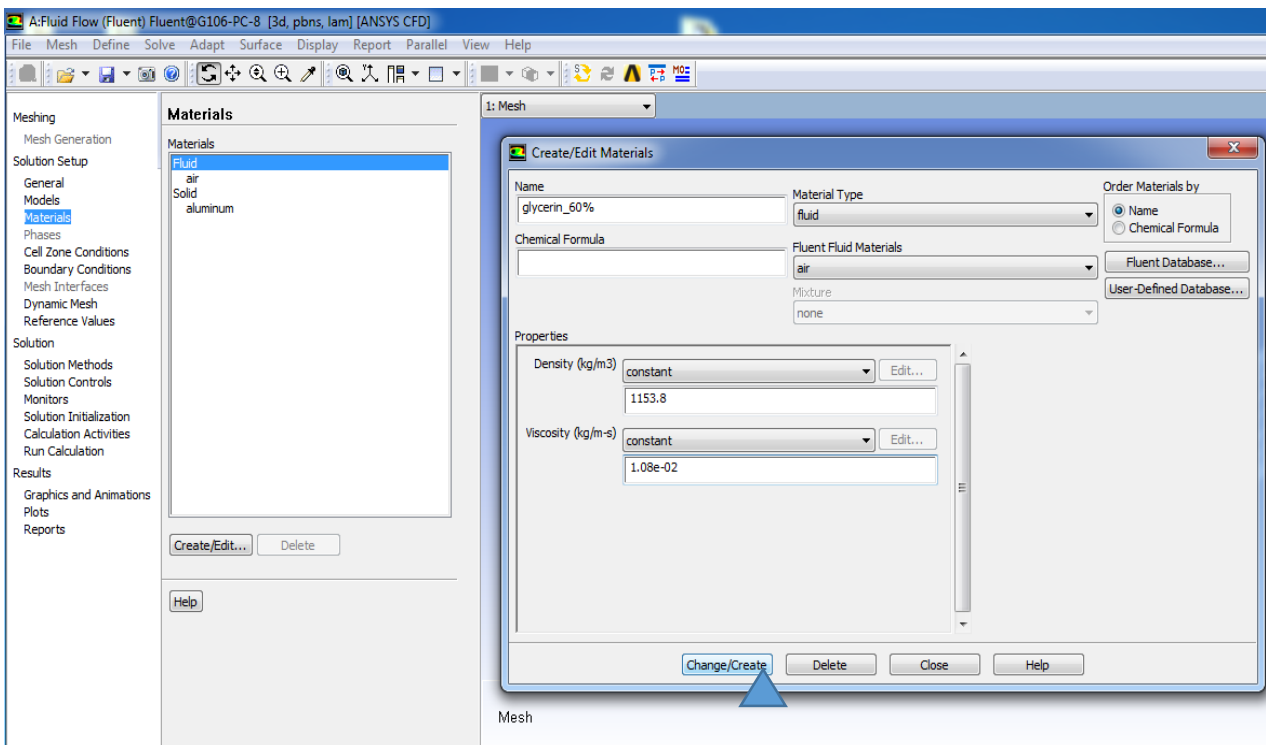 A:Fluid Flow (Fluent) Fluent@G106-PC-8 [3d, pbns, lam] [ANSYS CFD]
File Mesh Define Solve Adapt Surface Display Report Parallel View Help
Meshing
Mesh Generation
Solution Setup
General
Models
Materials
Phases
Cell Zone Conditions
Boundary Conditions
Mesh Interfaces
Dynamic Mesh
Reference Values
Solution
Solution Methods
Solution Controls
Monitors
Solution Initialization
Calculation Activities
Run Calculation
Results
Graphics and Animations
Plots
Reports
Materials
Materials
Fluid
air
Solid
aluminum
Create/Edit... Delete
Help
1: Mesh
Create/Edit Materials
Name
glycerin_60%
Chemical Formula
Material Type
fluid
Fluent Fluid Materials
air
Mixture
none
Order Materials by
Name
Chemical Formula
Fluent Database...
User-Defined Database...
Properties
Density (kg/m3) constant Edit...
1153.8
Viscosity (kg/m-s) constant Edit...
1.08e-02
Change/Create Delete Close Help
Mesh